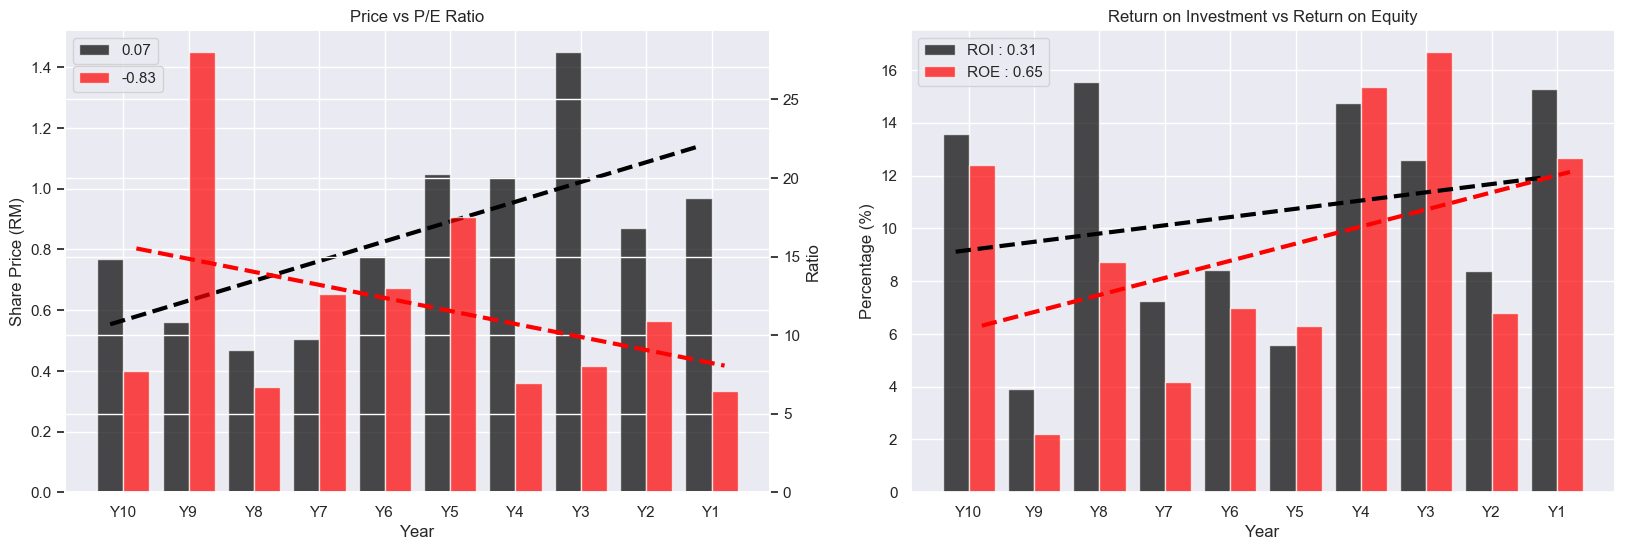 Price vs P/E Ratio
0.07
-0.83
Share Price (RM)
1.4
1.2
1.0
0.8
0.6
0.4
0.2
0.0
25
20
15
10
5
0
Ratio
Y10 Y9 Y8 Y7 Y6 Y5 Y4 Y3 Y2 Y1
Year
Return on Investment vs Return on Equity
ROI : 0.31
ROE : 0.65
Percentage (%)
16
14
12
10
8
6
4
2
0
Y10 Y9 Y8 Y7 Y6 Y5 Y4 Y3 Y2 Y1
Year